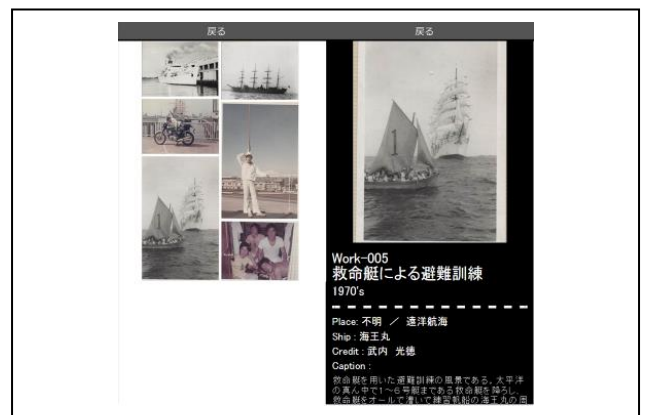 戻る
戻る
1
Work-005
救命艇による避難訓練
1970's
Place: 不明 ／ 遠洋航海
Ship : 海王丸
Credit : 武内 光徳
Caption :
救命艇を用いた避難訓練の風景である。太平洋
の真ん中で1〜6号艇まである救命艇を降ろし、
救命艇をオールで漕いで練習帆船の海王丸の周